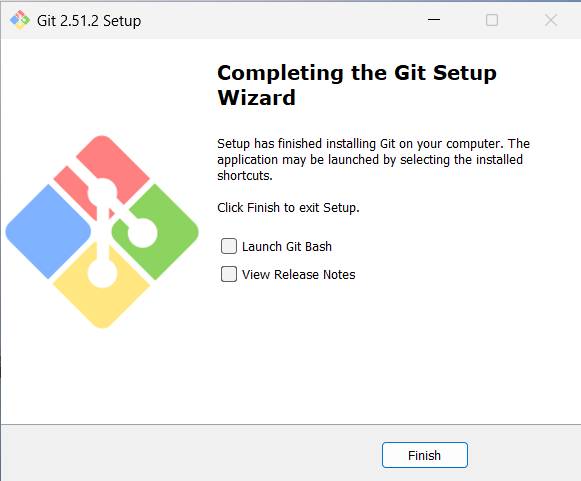 Git 2.51.2 Setup
Completing the Git Setup
Wizard
Setup has finished installing Git on your computer. The
application may be launched by selecting the installed
shortcuts.
Click Finish to exit Setup.
Launch Git Bash
View Release Notes
Finish